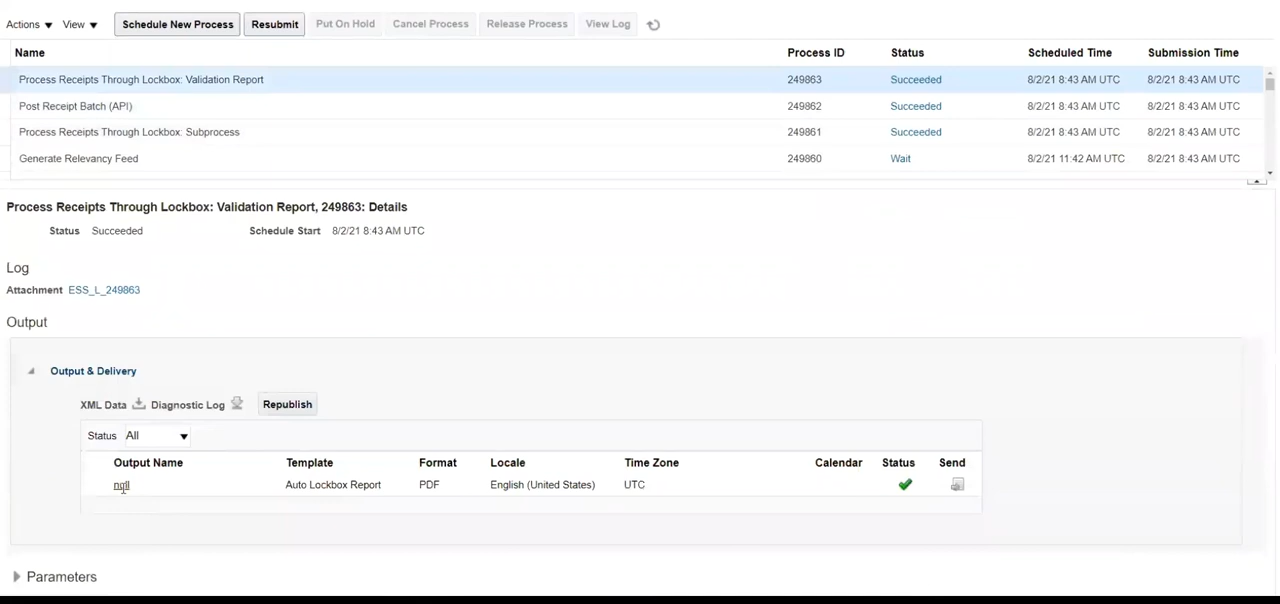 Actions View Schedule New Process Resubmit Put On Hold Cancel Process Release Process View Log
Name Process ID Status Scheduled Time Submission Time
Process Receipts Through Lockbox: Validation Report 249863 Succeeded 8/2/21 8:43 AM UTC 8/2/21 8:43 AM UTC
Post Receipt Batch (API) 249862 Succeeded 8/2/21 8:43 AM UTC 8/2/21 8:43 AM UTC
Process Receipts Through Lockbox: Subprocess 249861 Succeeded 8/2/21 8:43 AM UTC 8/2/21 8:43 AM UTC
Generate Relevancy Feed 249860 Wait 8/2/21 11:42 AM UTC 8/2/21 8:43 AM UTC
Process Receipts Through Lockbox: Validation Report, 249863: Details
Status Succeeded Schedule Start 8/2/21 8:43 AM UTC
Log
Attachment ESS_L_249863
Output
Output & Delivery
XML Data Diagnostic Log Republish
Status All
Output Name Template Format Locale Time Zone Calendar Status Send
Auto Lockbox Report PDF English (United States) UTC
Parameters